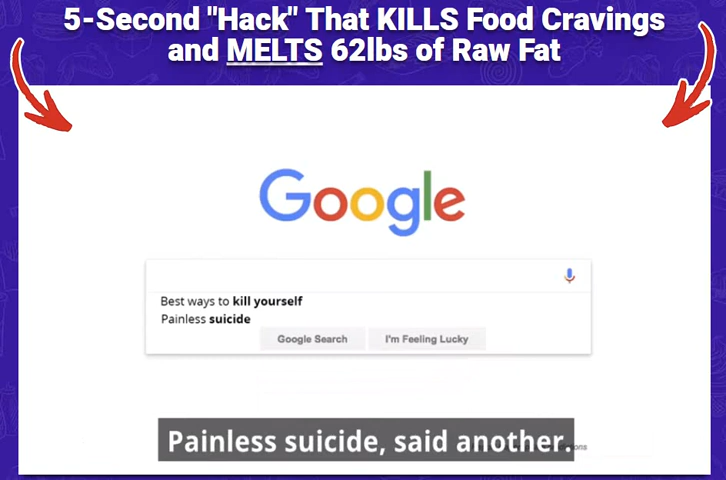 5-Second "Hack" That KILLS Food Cravings
and MELTS 62lbs of Raw Fat
Google
Best ways to kill yourself
Painless suicide
Google Search I'm Feeling Lucky
Painless suicide, said another.